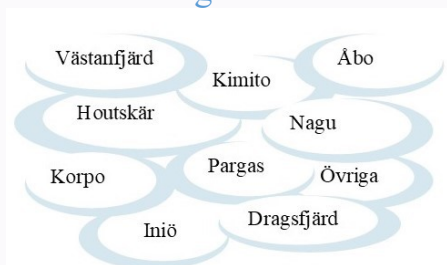 Västanfjärd
Åbo
Kimito
Houtskär
Nagu
Pargas
Korpo
Övriga
Dragsfjärd
Iniö